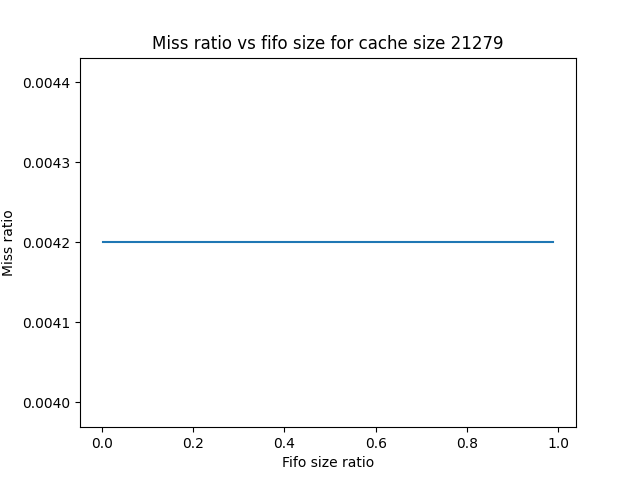 Miss ratio vs fifo size for cache size 21279
0.0044
0.0043
0.0042
0.0041
0.0040
Miss ratio
0.0 0.2 0.4 0.6 0.8 1.0
Fifo size ratio